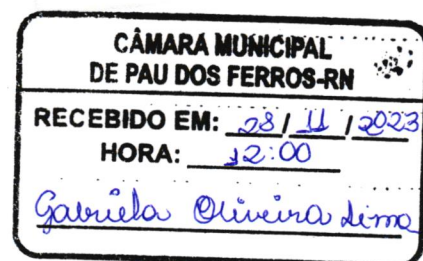 CÂMARA MUNICIPAL
DE PAU DOS FERROS-RN
RECEBIDO EM: 28/11/2023
HORA: 12:00
Gabriela Oliveira Lima